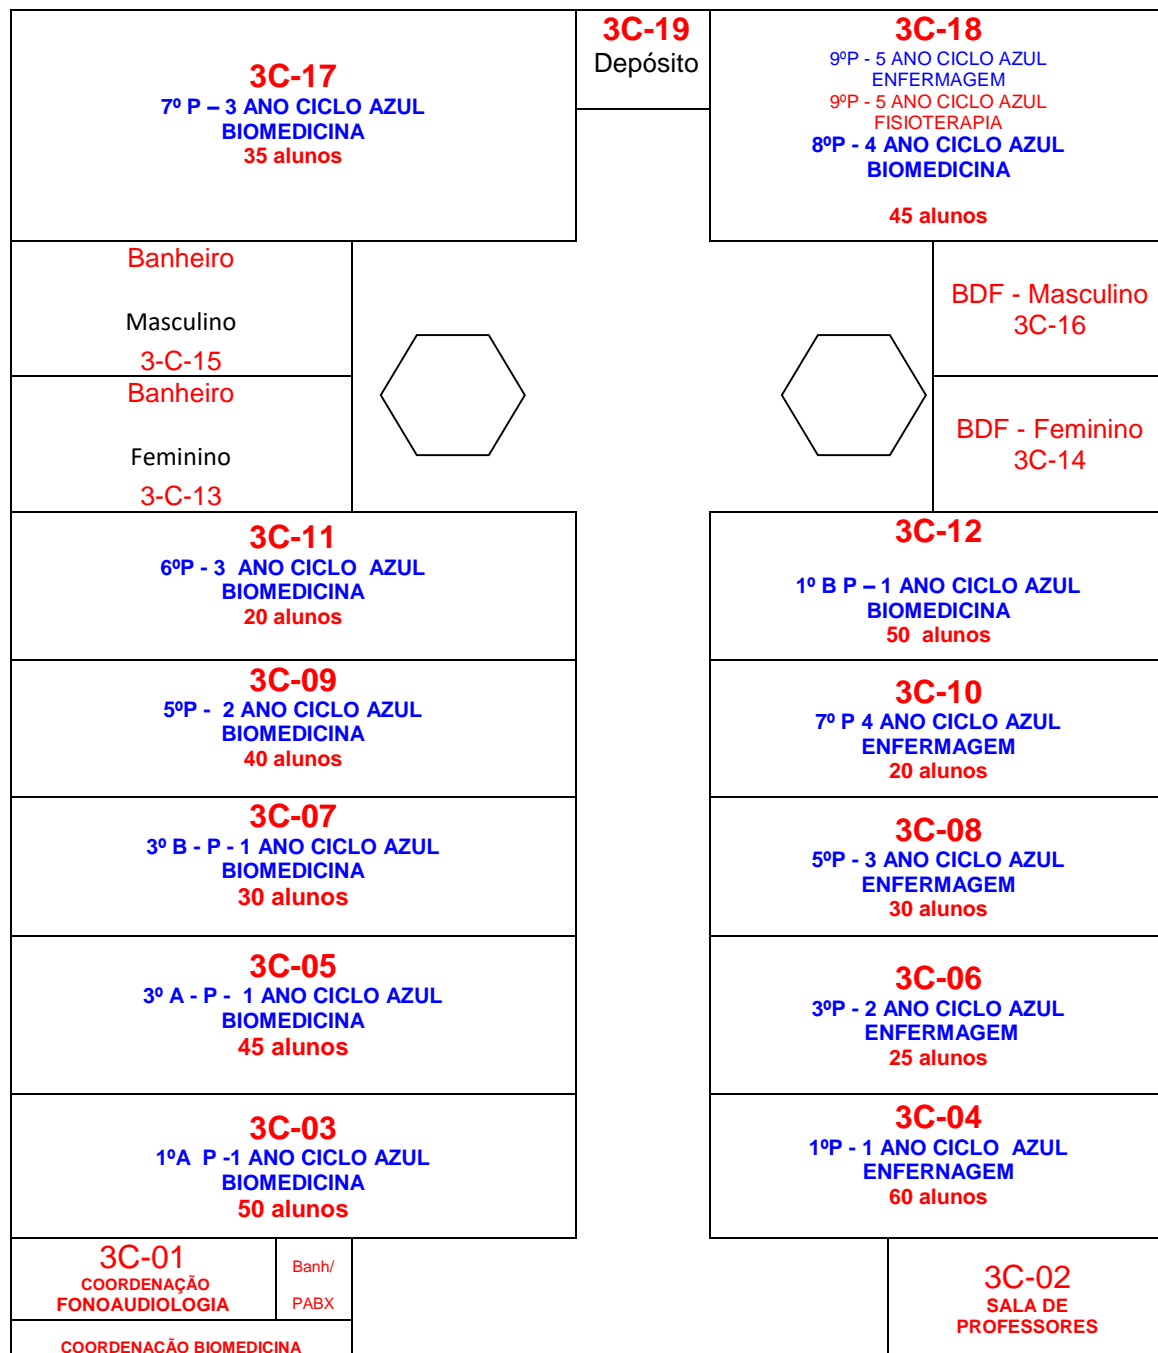 3C-17
7º P – 3 ANO CICLO AZUL
BIOMEDICINA
35 alunos
3C-19
Depósito
3C-18
9ºP - 5 ANO CICLO AZUL
ENFERMAGEM
9ºP - 5 ANO CICLO AZUL
FISIOTERAPIA
8ºP - 4 ANO CICLO AZUL
BIOMEDICINA
45 alunos
Banheiro
Masculino
3-C-15
BDF - Masculino
3C-16
Banheiro
Feminino
3-C-13
BDF - Feminino
3C-14
3C-11
6ºP - 3 ANO CICLO AZUL
BIOMEDICINA
20 alunos
3C-12
1º B P – 1 ANO CICLO AZUL
BIOMEDICINA
50 alunos
3C-09
5ºP - 2 ANO CICLO AZUL
BIOMEDICINA
40 alunos
3C-10
7º P 4 ANO CICLO AZUL
ENFERMAGEM
20 alunos
3C-07
3º B - P - 1 ANO CICLO AZUL
BIOMEDICINA
30 alunos
3C-08
5ºP - 3 ANO CICLO AZUL
ENFERMAGEM
30 alunos
3C-05
3º A - P - 1 ANO CICLO AZUL
BIOMEDICINA
45 alunos
3C-06
3ºP - 2 ANO CICLO AZUL
ENFERMAGEM
25 alunos
3C-03
1ºA P -1 ANO CICLO AZUL
BIOMEDICINA
50 alunos
3C-04
1ºP - 1 ANO CICLO AZUL
ENFERNAGEM
60 alunos
3C-01
COORDENAÇÃO
FONOAUDIOLOGIA
Banh/
PABX
3C-02
SALA DE
PROFESSORES
COORDENAÇÃO BIOMEDICINA